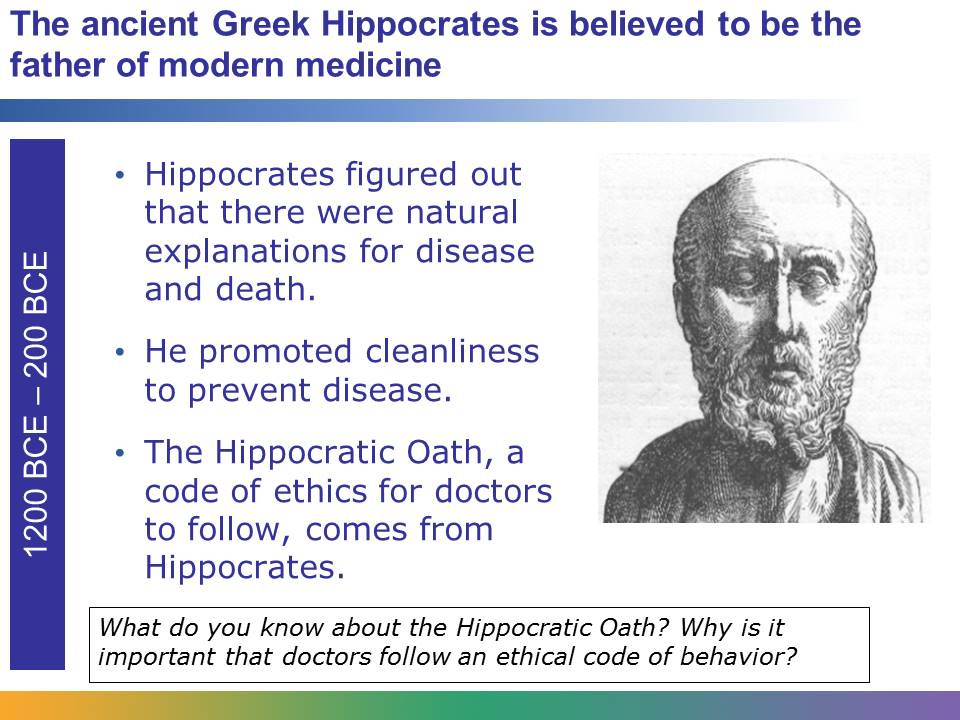 The ancient Greek Hippocrates is believed to be the
father of modern medicine
1200 BCE – 200 BCE
• Hippocrates figured out
that there were natural
explanations for disease
and death.
• He promoted cleanliness
to prevent disease.
• The Hippocratic Oath, a
code of ethics for doctors
to follow, comes from
Hippocrates.
What do you know about the Hippocratic Oath? Why is it
important that doctors follow an ethical code of behavior?